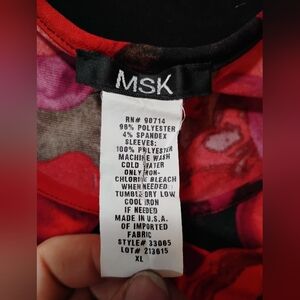 MSK
RN# 90714
96% POLYESTER
4% SPANDEX
SLEEVES:
100% POLYESTER
MACHINE WASH
COLD WATER
ONLY NON-
CHLORINE BLEACH
WHEN NEEDED
TUMBLE DRY LOW
COOL IRON
IF NEEDED
MADE IN U.S.A.
OF IMPORTED
FABRIC
STYLE# 33065
LOT# 213615
XL